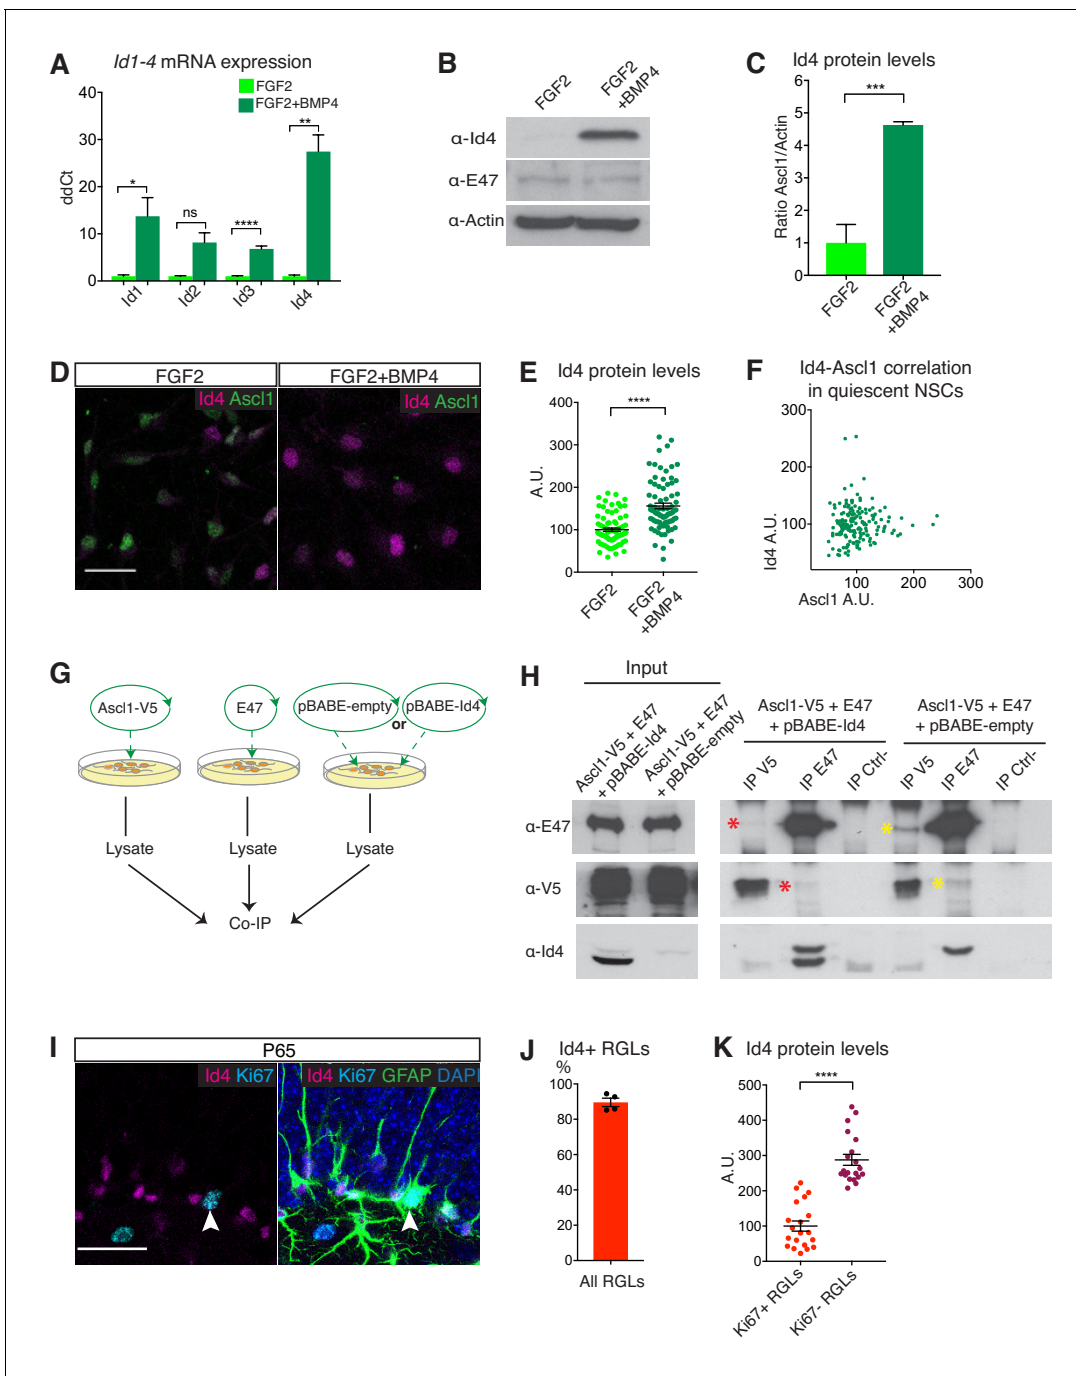 A
Id1-4 mRNA expression
FGF2
FGF2+BMP4
ddCt
40
30
20
10
0
*
ns
****
**
Id1
Id2
Id3
Id4
B
FGF2
FGF2
+BMP4
α-Id4
α-E47
α-Actin
C
Id4 protein levels
Ratio Ascl1/Actin
6
5
4
3
2
1
0
***
FGF2
FGF2
+BMP4
D
FGF2
FGF2+BMP4
Id4 Ascl1
Id4 Ascl1
E
Id4 protein levels
A.U.
400
300
200
100
0
****
FGF2
FGF2
+BMP4
F
Id4-Ascl1 correlation
in quiescent NSCs
Id4 A.U.
300
200
100
100
200
300
Ascl1 A.U.
G
Ascl1-V5
E47
pBABE-empty
or
pBABE-Id4
Lysate
Lysate
Lysate
Co-IP
H
Input
Ascl1-V5 + E47
+ pBABE-Id4
Ascl1-V5 + E47
+ pBABE-empty
Ascl1-V5 + E47
+ pBABE-Id4
Ascl1-V5 + E47
+ pBABE-empty
IP V5
IP E47
IP Ctrl-
IP V5
IP E47
IP Ctrl-
α-E47
*
*
α-V5
*
*
α-Id4
I
P65
Id4 Ki67
Id4 Ki67 GFAP DAPI
J
Id4+ RGLs
%
100
80
60
40
20
0
All RGLs
K
Id4 protein levels
A.U.
500
400
300
200
100
0
****
Ki67+ RGLs
Ki67- RGLs